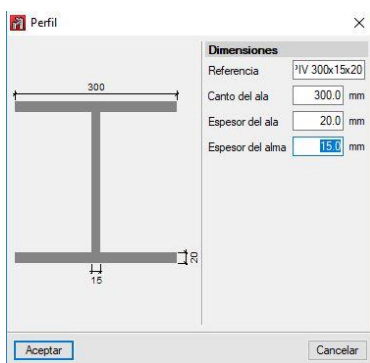 Perfil
Dimensiones
Referencia
IV 300x15x20
Canto del ala 300.0 mm
Espesor del ala 20.0 mm
Espesor del alma 15.0 mm
300
20
15
Aceptar
Cancelar